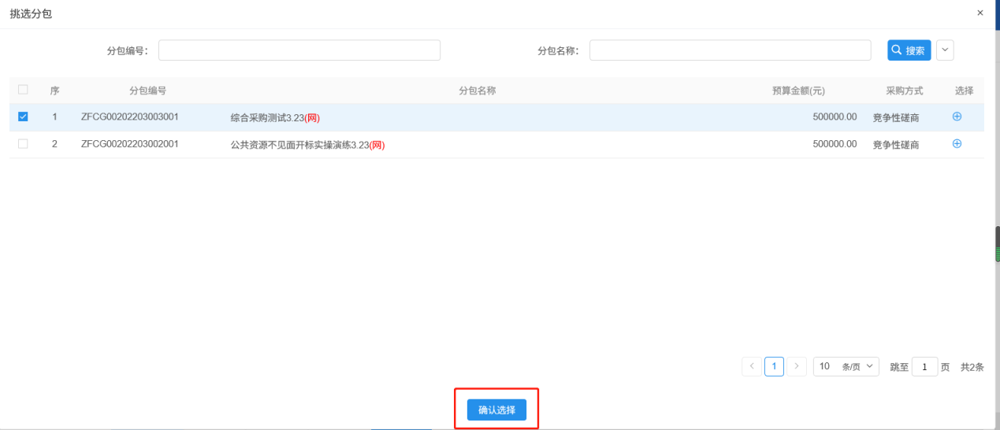 挑选分包 ×
分包编号： 分包名称： 搜索
序 分包编号 分包名称 预算金额(元) 采购方式 选择
1 ZFCG00202203003001 综合采购测试3.23(网) 500000.00 竞争性磋商
2 ZFCG00202203002001 公共资源不见面开标实操演练3.23(网) 500000.00 竞争性磋商
1 10 条/页 跳至 1 页 共2条
确认选择